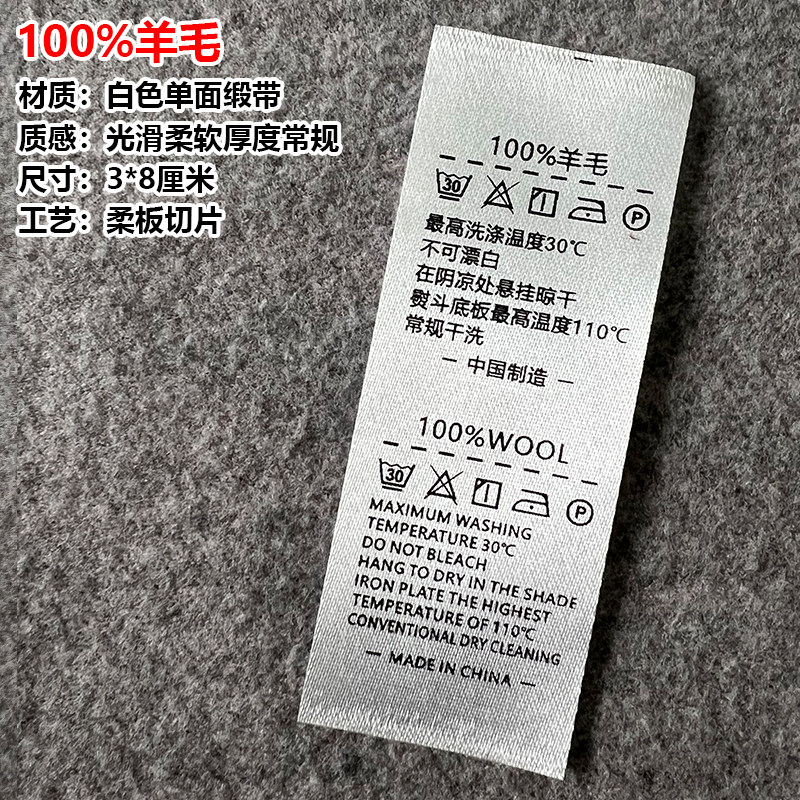 100%羊毛
材质：白色单面缎带
质感：光滑柔软厚度常规
尺寸：3*8厘米
工艺：柔板切片
100%羊毛
30 P
最高洗涤温度30℃
不可漂白
在阴凉处悬挂晾干
熨斗底板最高温度110℃
常规干洗
— 中国制造 —
100%WOOL
30 P
MAXIMUM WASHING
TEMPERATURE 30℃
DO NOT BLEACH
HANG TO DRY IN THE SHADE
IRON PLATE THE HIGHEST
TEMPERATURE OF 110℃
CONVENTIONAL DRY CLEANING
— MADE IN CHINA —